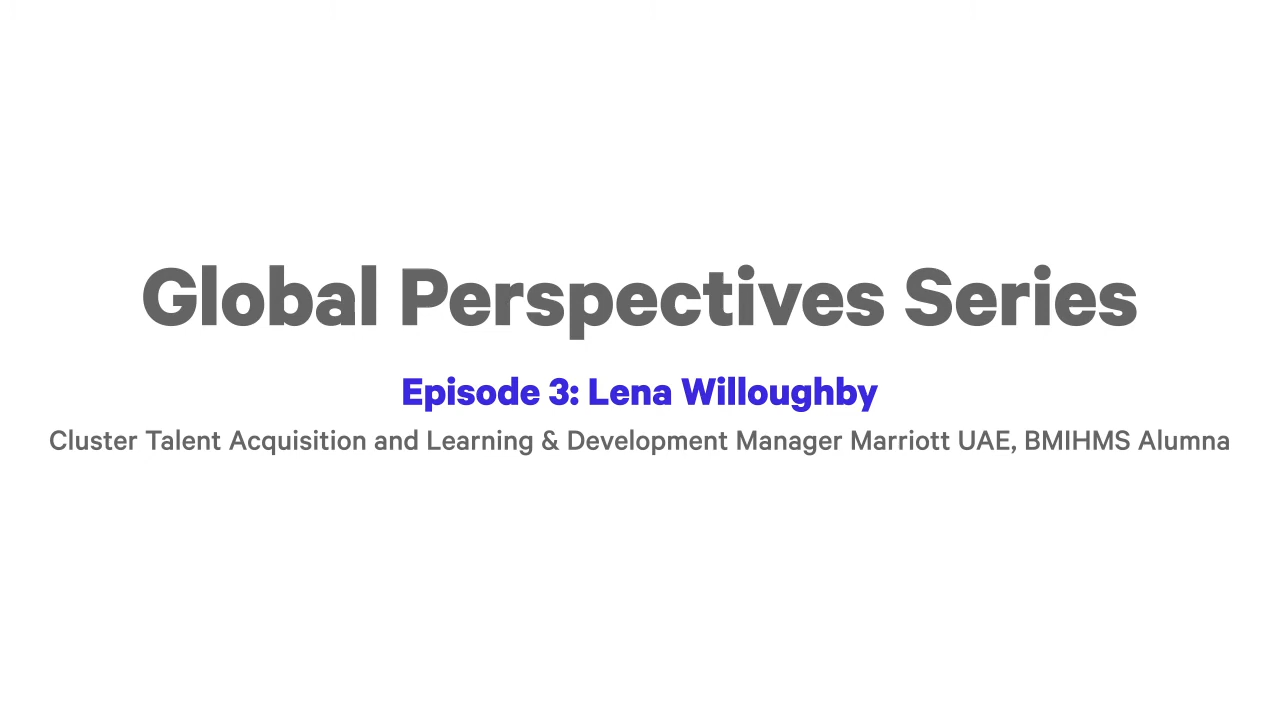 Global Perspectives Series
Episode 3: Lena Willoughby
Cluster Talent Acquisition and Learning & Development Manager Marriott UAE, BMIHMS Alumna